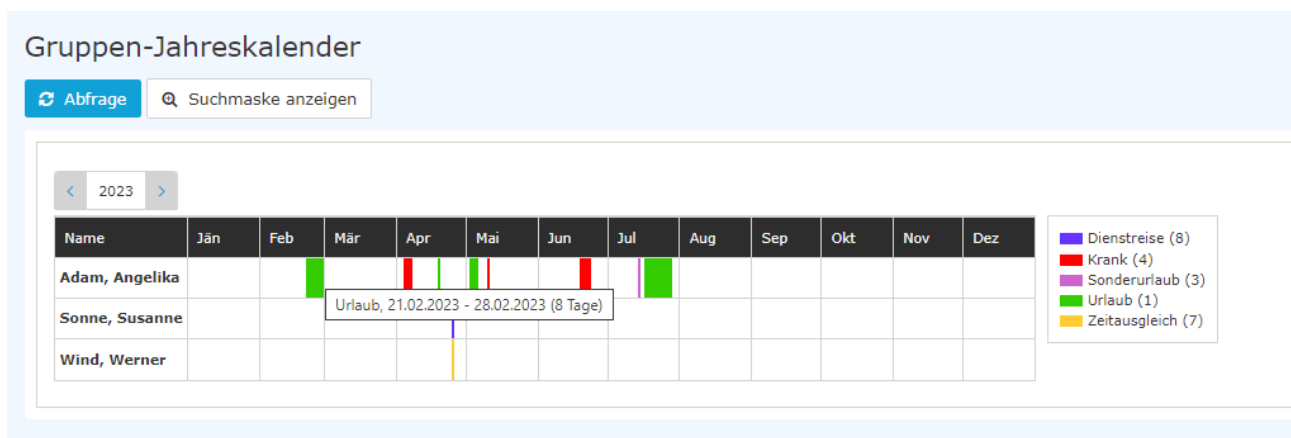 Gruppen-Jahreskalender
Abfrage Suchmaske anzeigen
2023
Name Jän Feb Mär Apr Mai Jun Jul Aug Sep Okt Nov Dez
Adam, Angelika
Urlaub, 21.02.2023 - 28.02.2023 (8 Tage)
Sonne, Susanne
Wind, Werner
Dienstreise (8)
Krank (4)
Sonderurlaub (3)
Urlaub (1)
Zeitausgleich (7)